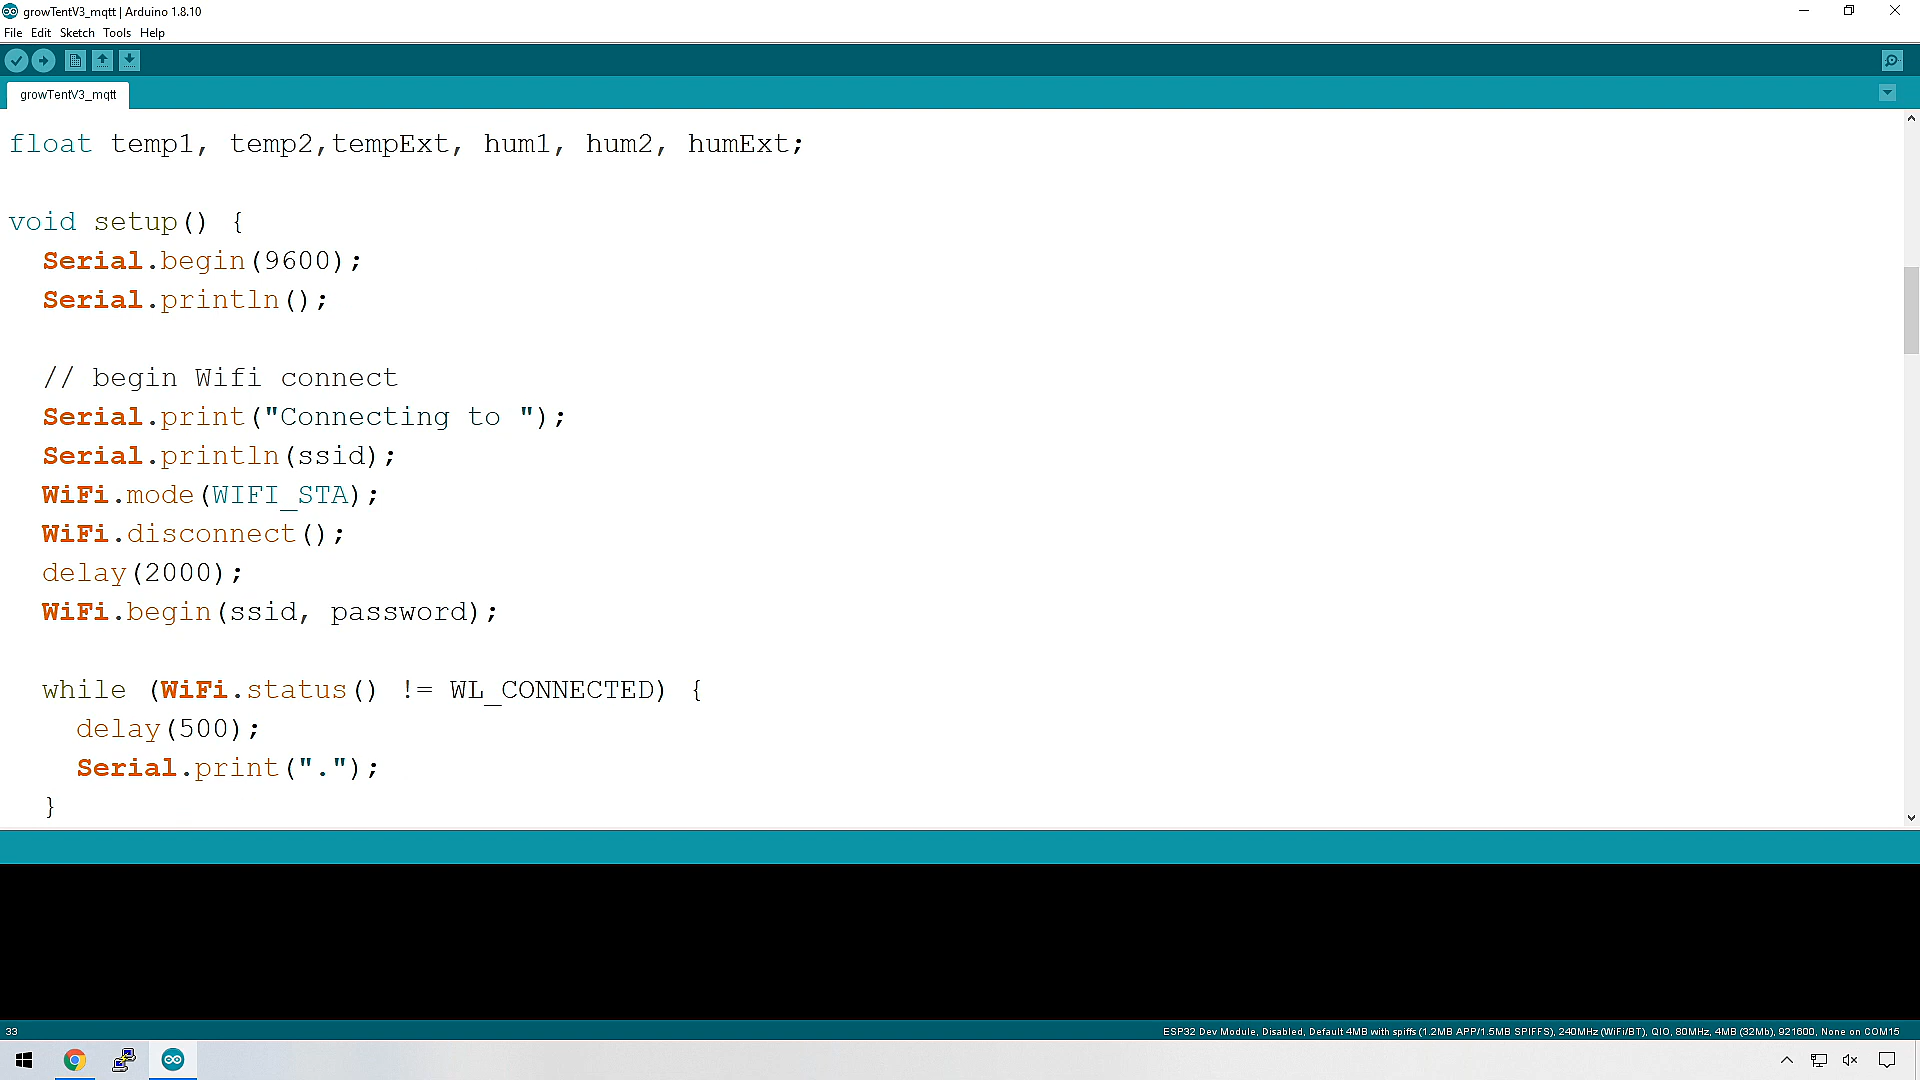 growTentV3_mqtt | Arduino 1.8.10
File Edit Sketch Tools Help
growTentV3_mqtt
float temp1, temp2,tempExt, hum1, hum2, humExt;
void setup() {
Serial.begin(9600);
Serial.println();
// begin Wifi connect
Serial.print("Connecting to ");
Serial.println(ssid);
WiFi.mode(WIFI_STA);
WiFi.disconnect();
delay(2000);
WiFi.begin(ssid, password);
while (WiFi.status() != WL_CONNECTED) {
delay(500);
Serial.print(".");
}
33
ESP32 Dev Module, Disabled, Default 4MB with spiffs (1.2MB APP/1.5MB SPIFFS), 240MHz (WiFi/BT), QIO, 80MHz, 4MB (32Mb), 921600, None on COM15